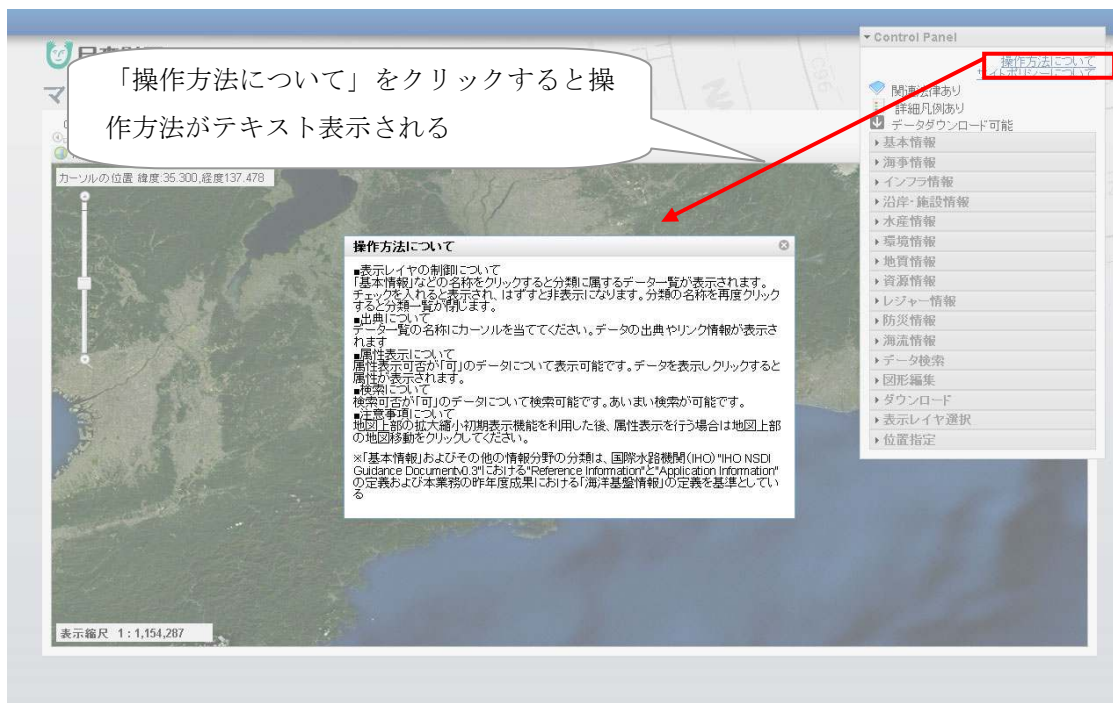 「操作方法について」をクリックすると操
作方法がテキスト表示される
マ
カーソルの位置 緯度:35.300,経度137.478
表示縮尺 1:1,154,287
操作方法について
■表示レイヤの制御について
「基本情報」などの名称をクリックすると分類に属するデータ一覧が表示されます。
チェックを入れると表示され、はずすと非表示になります。分類の名称を再度クリック
すると分類一覧が閉じます。
■出典について
データ一覧の名称にカーソルを当ててください。データの出典やリンク情報が表示さ
れます
■属性表示について
属性表示可否が「可」のデータについて表示可能です。データを表示しクリックすると
属性が表示されます。
■検索について
検索可否が「可」のデータについて検索可能です。あいまい検索が可能です。
■注意事項について
地図上部の拡大縮小初期表示機能を利用した後、属性表示を行う場合は地図上部
の地図移動をクリックしてください。
※「基本情報」およびその他の情報分野の分類は、国際水路機関(IHO)"IHO NSDI
Guidance Documentv0.3"における"Reference Information"と"Application Information"
の定義および本業務の昨年度成果における「海洋基盤情報」の定義を基準としてい
る
Control Panel
操作方法について
サイトポリシーについて
関連法律あり
詳細凡例あり
データダウンロード可能
基本情報
海事情報
インフラ情報
沿岸・施設情報
水産情報
環境情報
地質情報
資源情報
レジャー情報
防災情報
海流情報
データ検索
図形編集
ダウンロード
表示レイヤ選択
位置指定